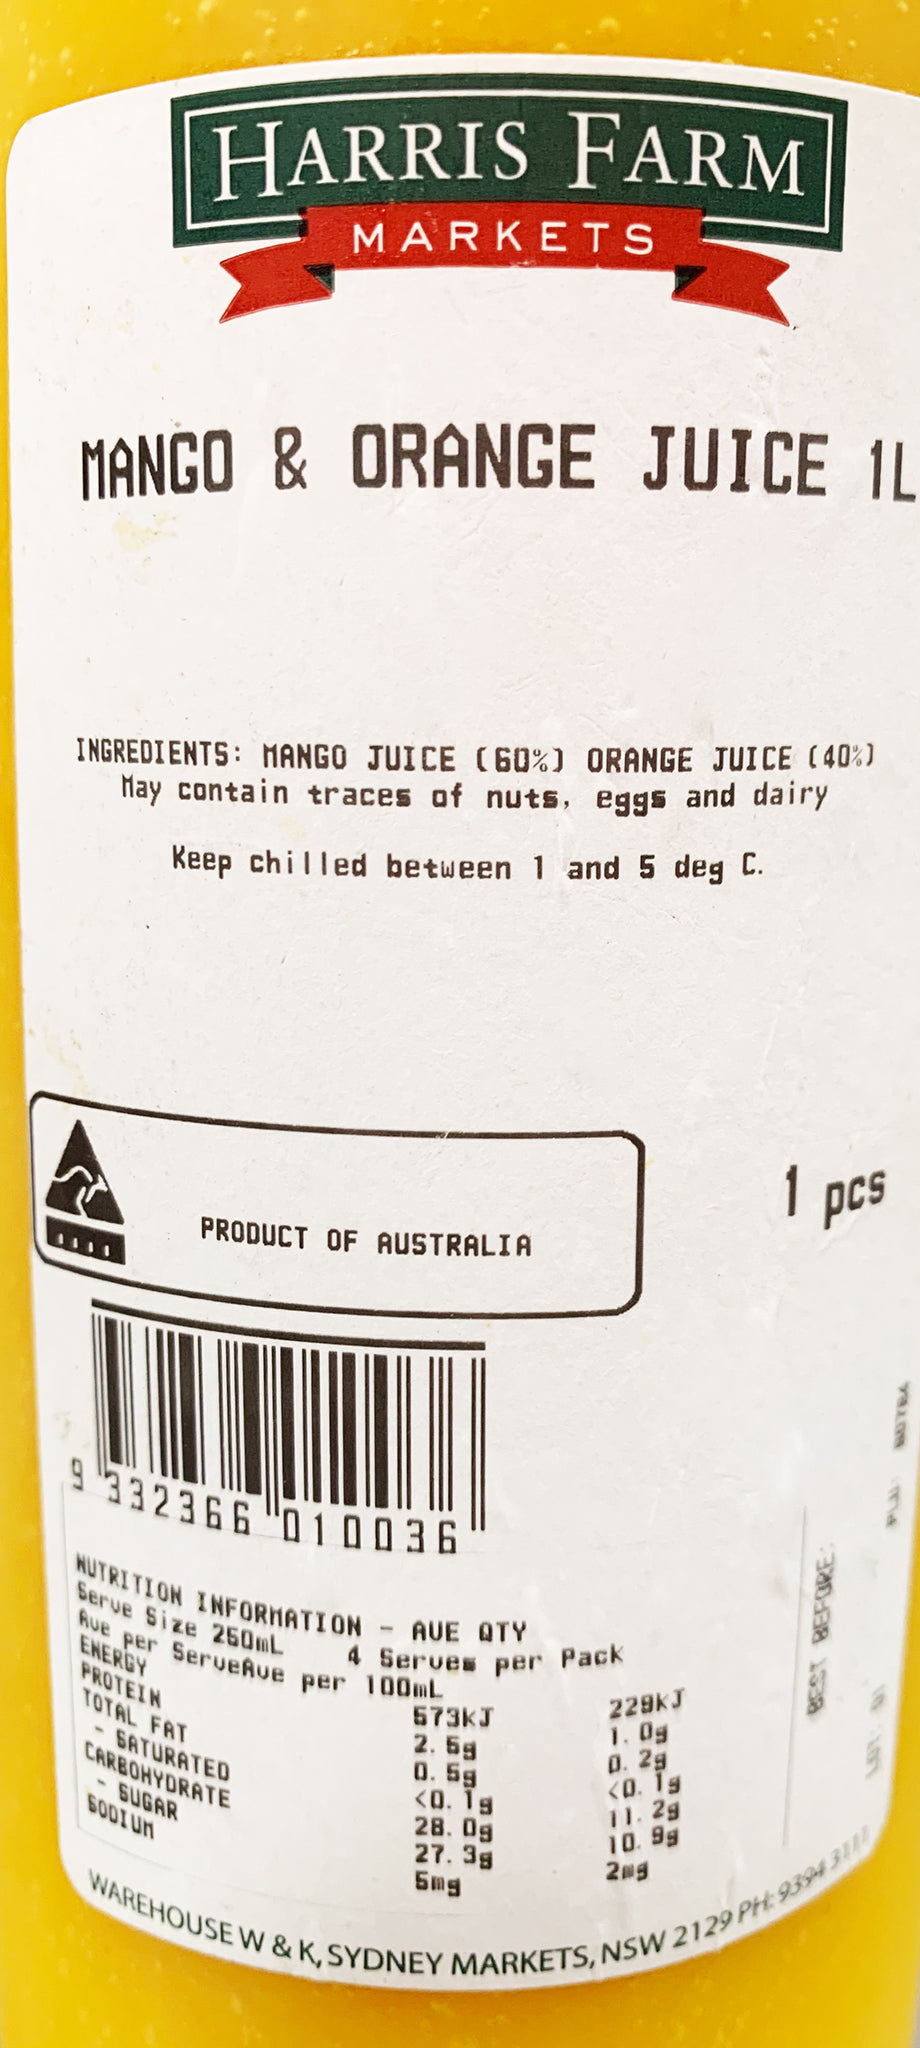 HARRIS FARM
MARKETS
MANGO & ORANGE JUICE 1L
INGREDIENTS: MANGO JUICE (60%) ORANGE JUICE (40%)
May contain traces of nuts, eggs and dairy
Keep chilled between 1 and 5 deg C.
PRODUCT OF AUSTRALIA
1 pcs
9 332366 010036
NUTRITION INFORMATION - AVE QTY
Serve Size 250mL 4 Serves per Pack
Ave per ServeAve per 100mL
ENERGY 573kJ 229kJ
PROTEIN 2.5g 1.0g
TOTAL FAT 0.5g 0.2g
- SATURATED <0.1g <0.1g
CARBOHYDRATE 28.0g 11.2g
- SUGAR 27.3g 10.9g
SODIUM 5mg 2mg
BEST BEFORE:
PLU:
LOT:
WAREHOUSE W & K, SYDNEY MARKETS, NSW 2129 PH: 9394 3111